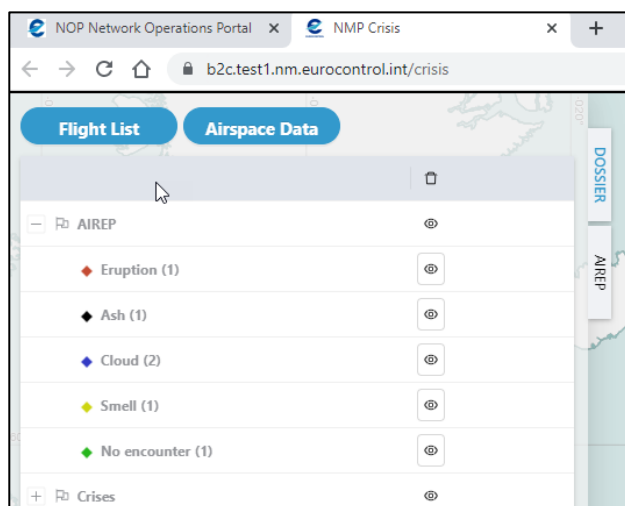 NOP Network Operations Portal
NMP Crisis
b2c.test1.nm.eurocontrol.int/crisis
Flight List
Airspace Data
020°
DOSSIER
AIREP
AIREP
Eruption (1)
Ash (1)
Cloud (2)
Smell (1)
No encounter (1)
Crises